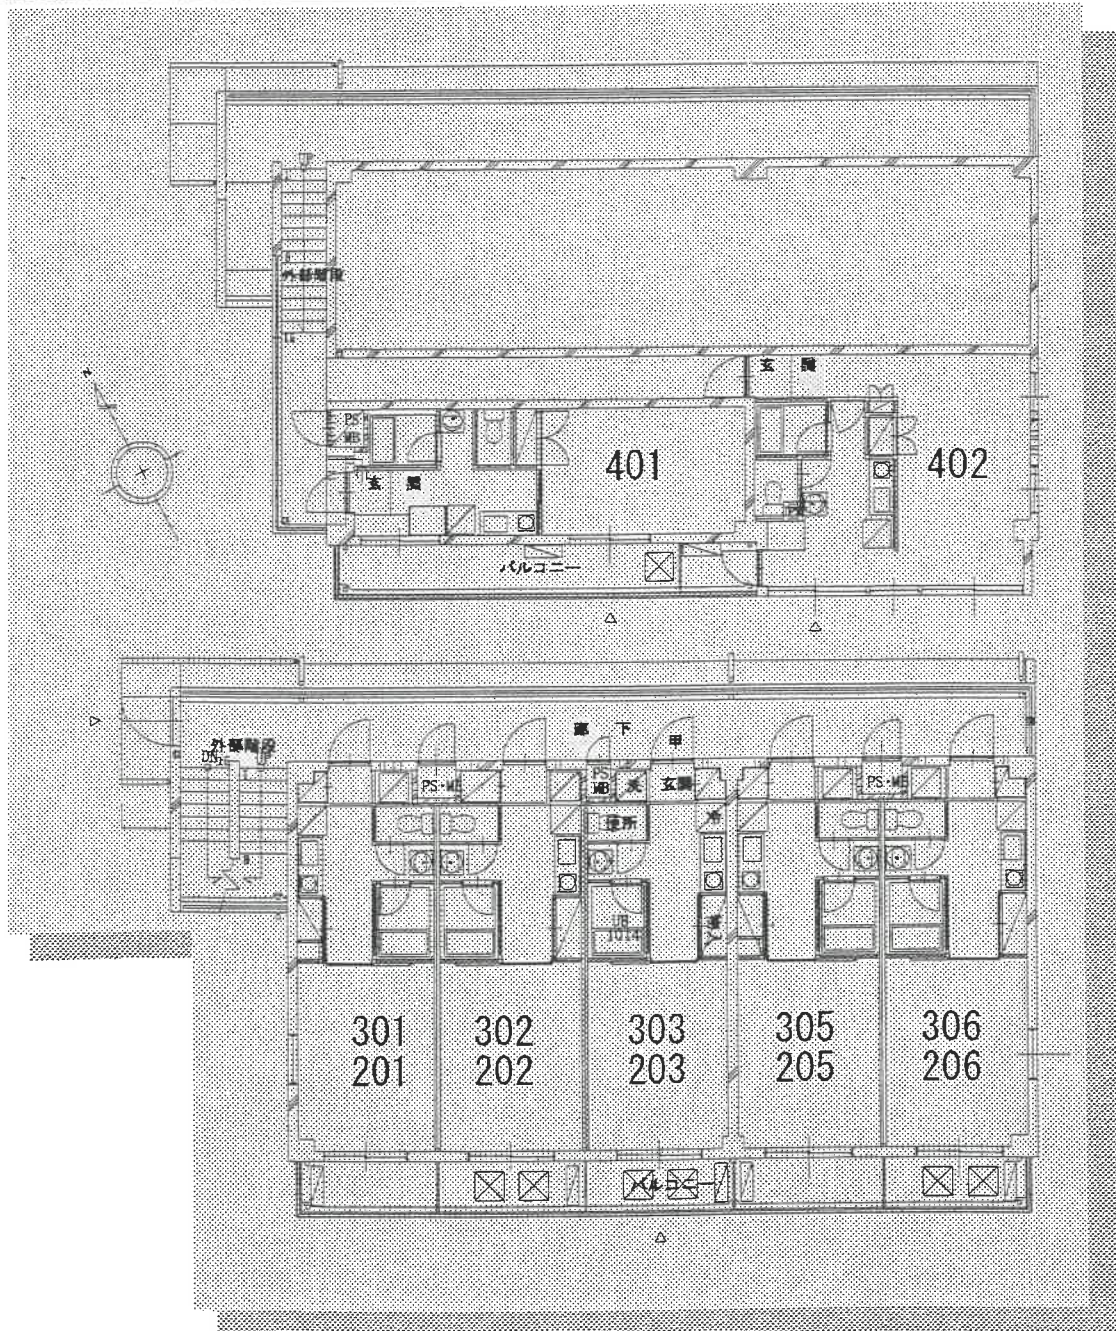 外部階段
玄 関
PS
MB
401
402
玄 関
バルコニー
廊 下
外部階段
DN
PS・MB
PS
MB
洗
玄関
PS・MB
便所
冷
UB
1014
301
201
302
202
303
203
305
205
306
206
バルコニー